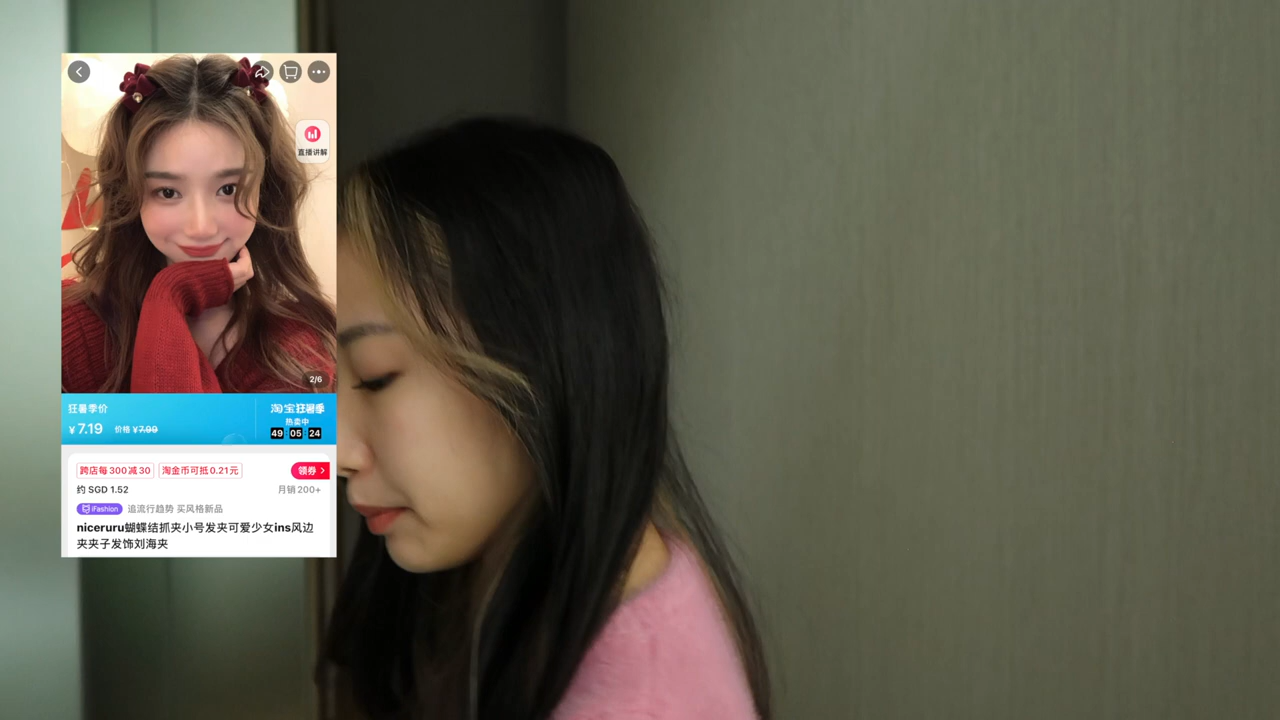 直播讲解
2/6
狂暑季价
¥7.19 价格 ¥7.99
淘宝狂暑季
热卖中
49 05 24
跨店每300减30 淘金币可抵0.21元 领券 >
约 SGD 1.52 月销 200+
iFashion 追流行趋势 买风格新品
niceruru蝴蝶结抓夹小号发夹可爱少女ins风边
夹夹子发饰刘海夹